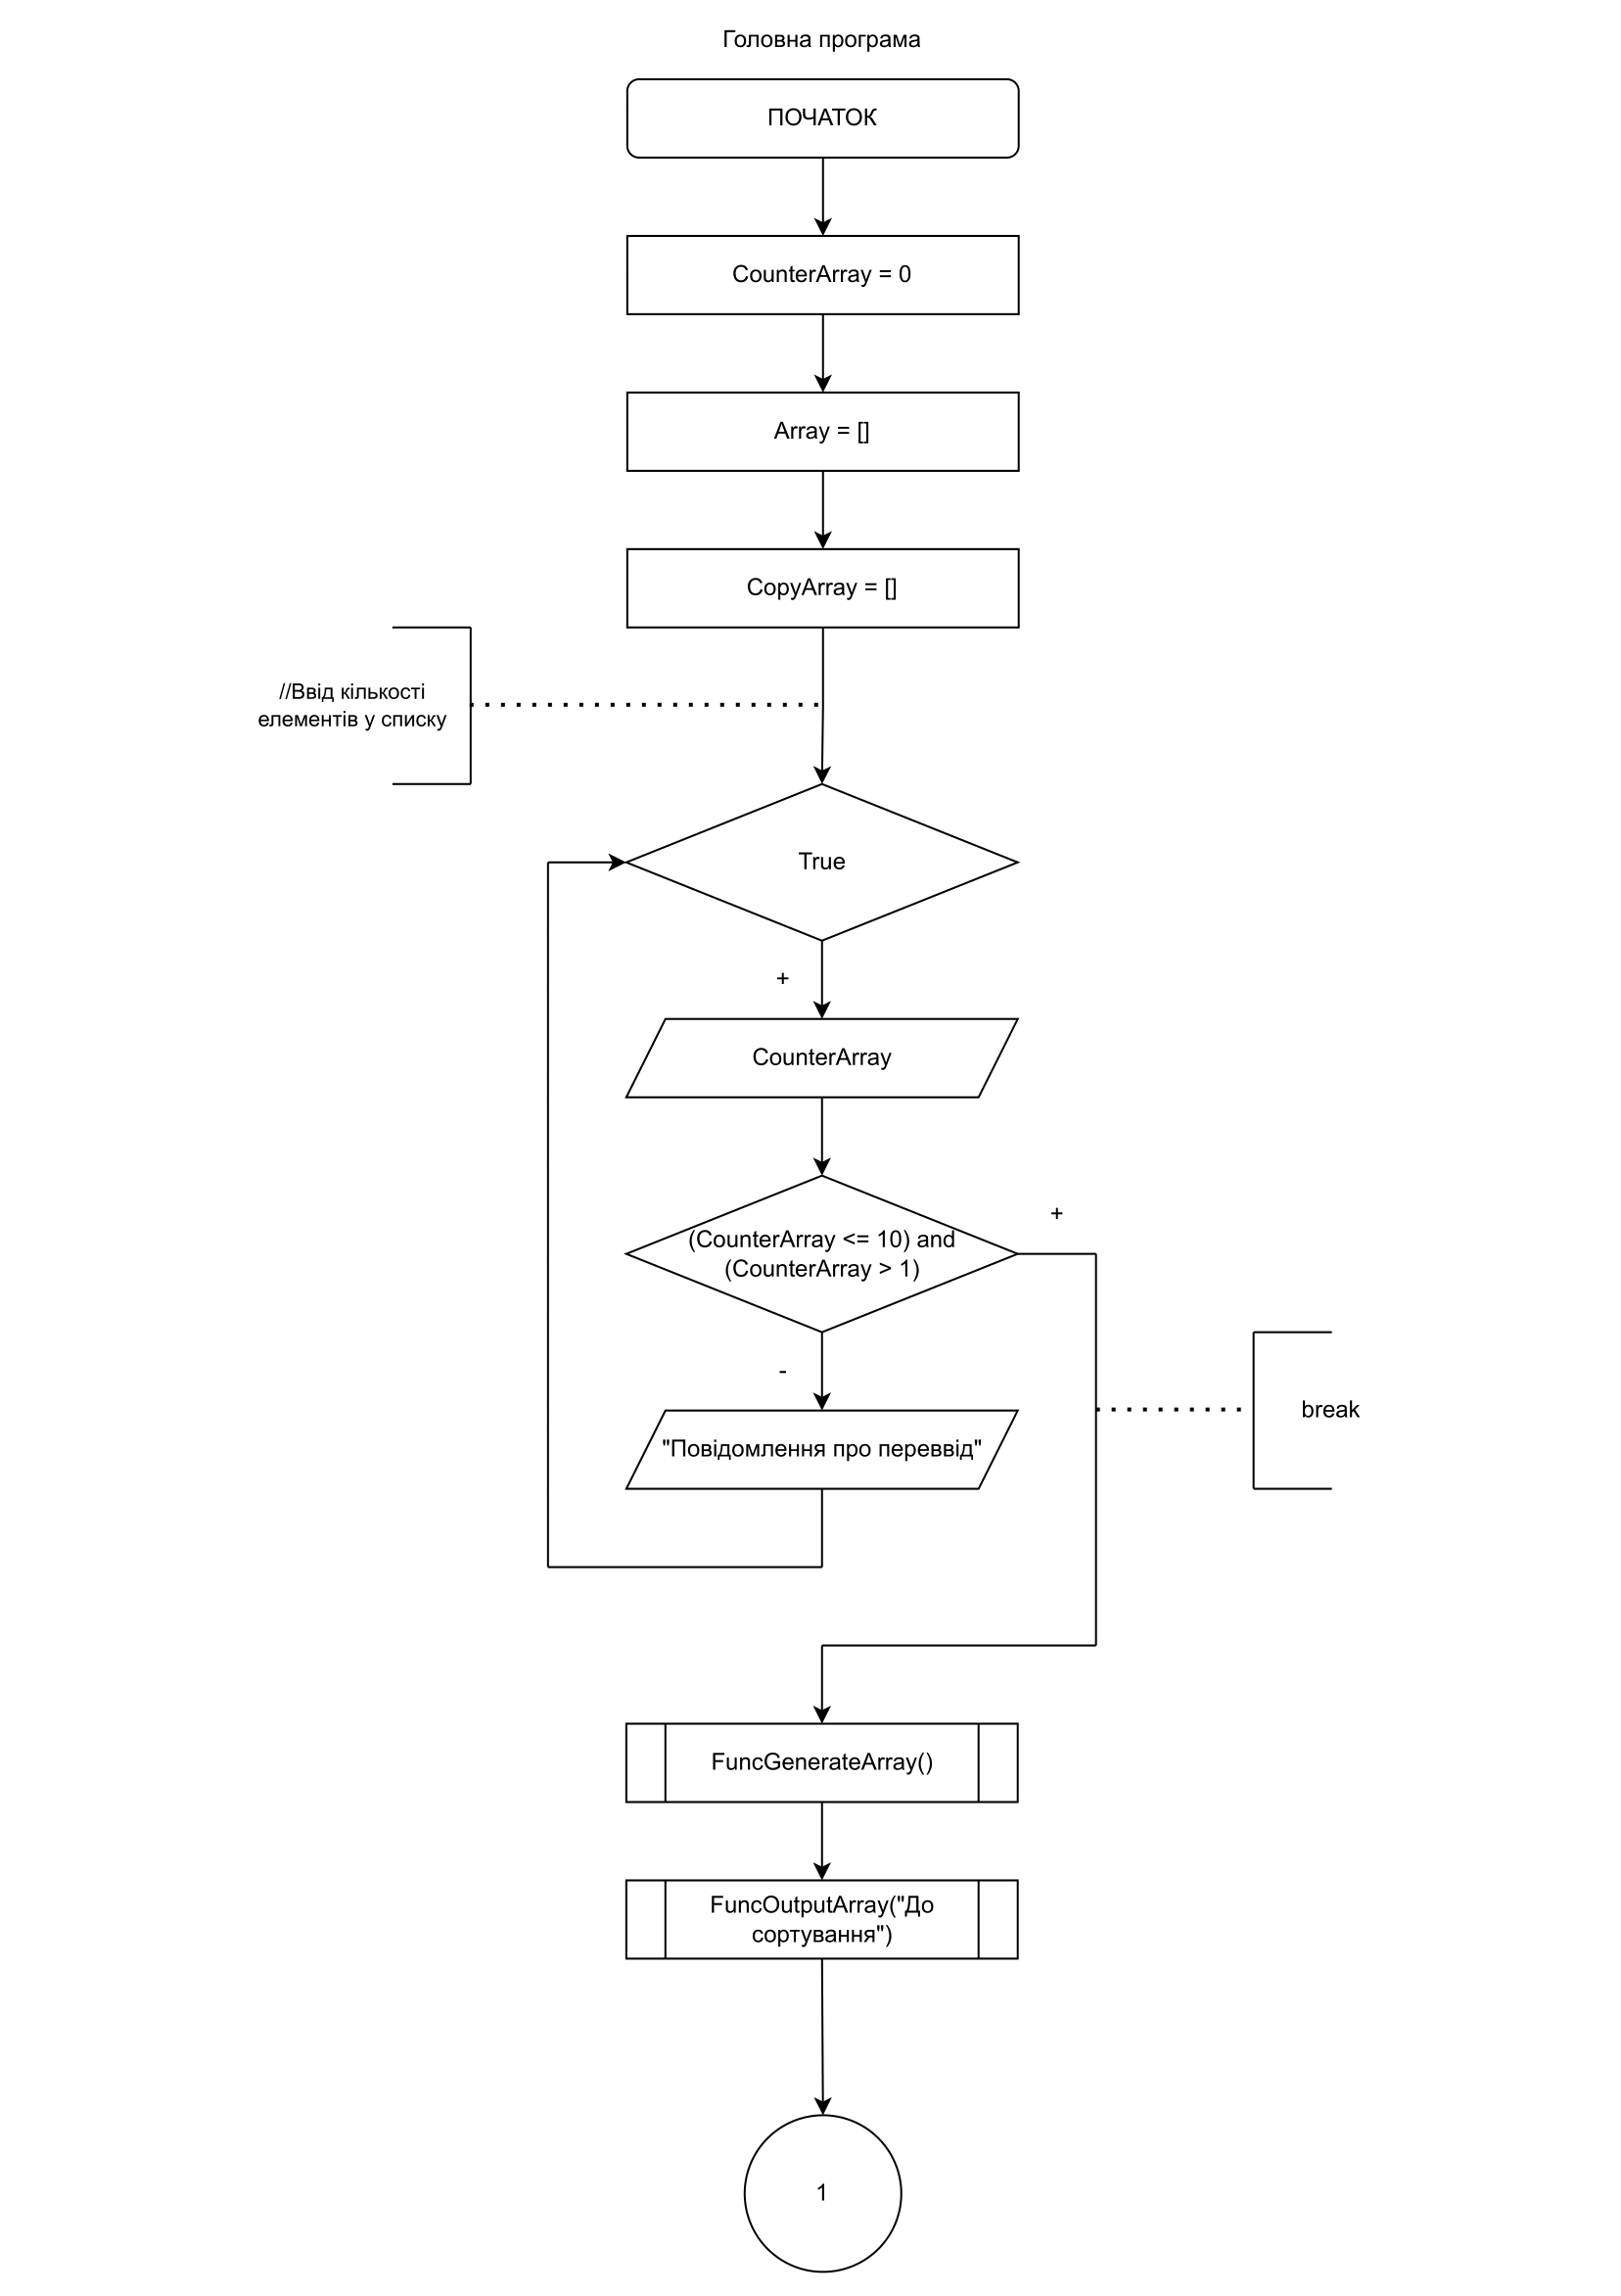 Головна програма
ПОЧАТОК
CounterArray = 0
Array = []
CopyArray = []
//Ввід кількості
елементів у списку
True
+
CounterArray
(CounterArray <= 10) and
(CounterArray > 1)
+
-
"Повідомлення про переввід"
break
FuncGenerateArray()
FuncOutputArray("До
сортування")
1